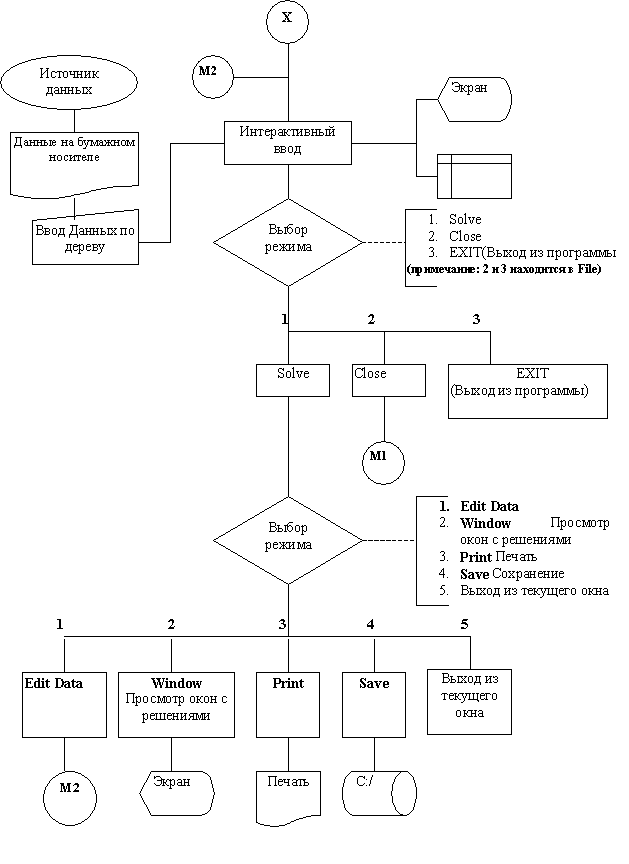 X
M2
Источник
данных
Экран
Интерактивный
ввод
Данные на бумажном
носителе
Ввод Данных по
дереву
Выбор
режима
1. Solve
2. Close
3. EXIT(Выход из программы
(примечание: 2 и 3 находится в File)
1 2 3
Solve
Close
EXIT
(Выход из программы)
M1
Выбор
режима
1. Edit Data
2. Window Просмотр
окон с решениями
3. Print Печать
4. Save Сохранение
5. Выход из текущего окна
1 2 3 4 5
Edit Data
Window
Просмотр окон с
решениями
Print
Save
Выход из
текущего
окна
M2
Экран
Печать
C:/